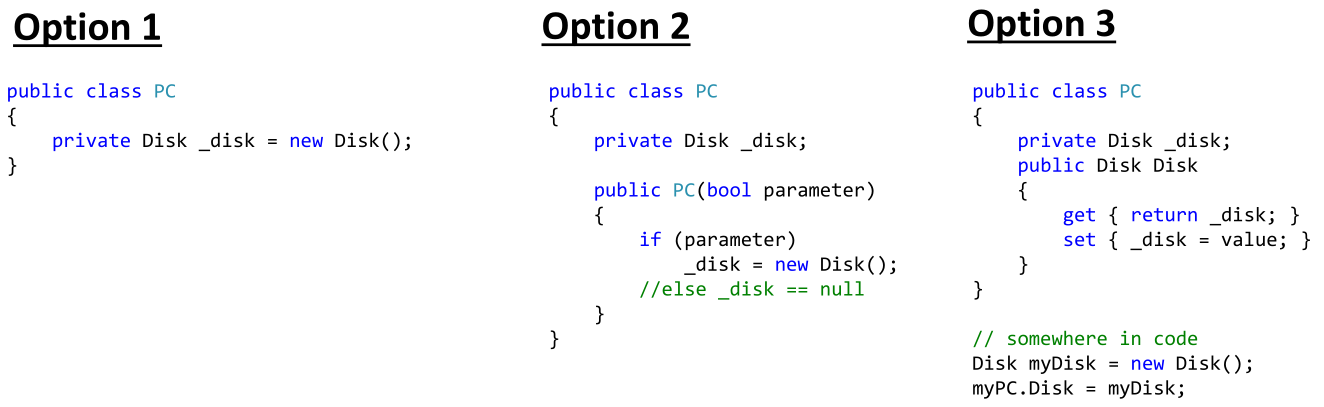 Option 1
public class PC
{
    private Disk _disk = new Disk();
}
Option 2
public class PC
{
    private Disk _disk;

    public PC(bool parameter)
    {
        if (parameter)
            _disk = new Disk();
        //else _disk == null
    }
}
Option 3
public class PC
{
    private Disk _disk;
    public Disk Disk
    {
        get { return _disk; }
        set { _disk = value; }
    }
}

// somewhere in code
Disk myDisk = new Disk();
myPC.Disk = myDisk;